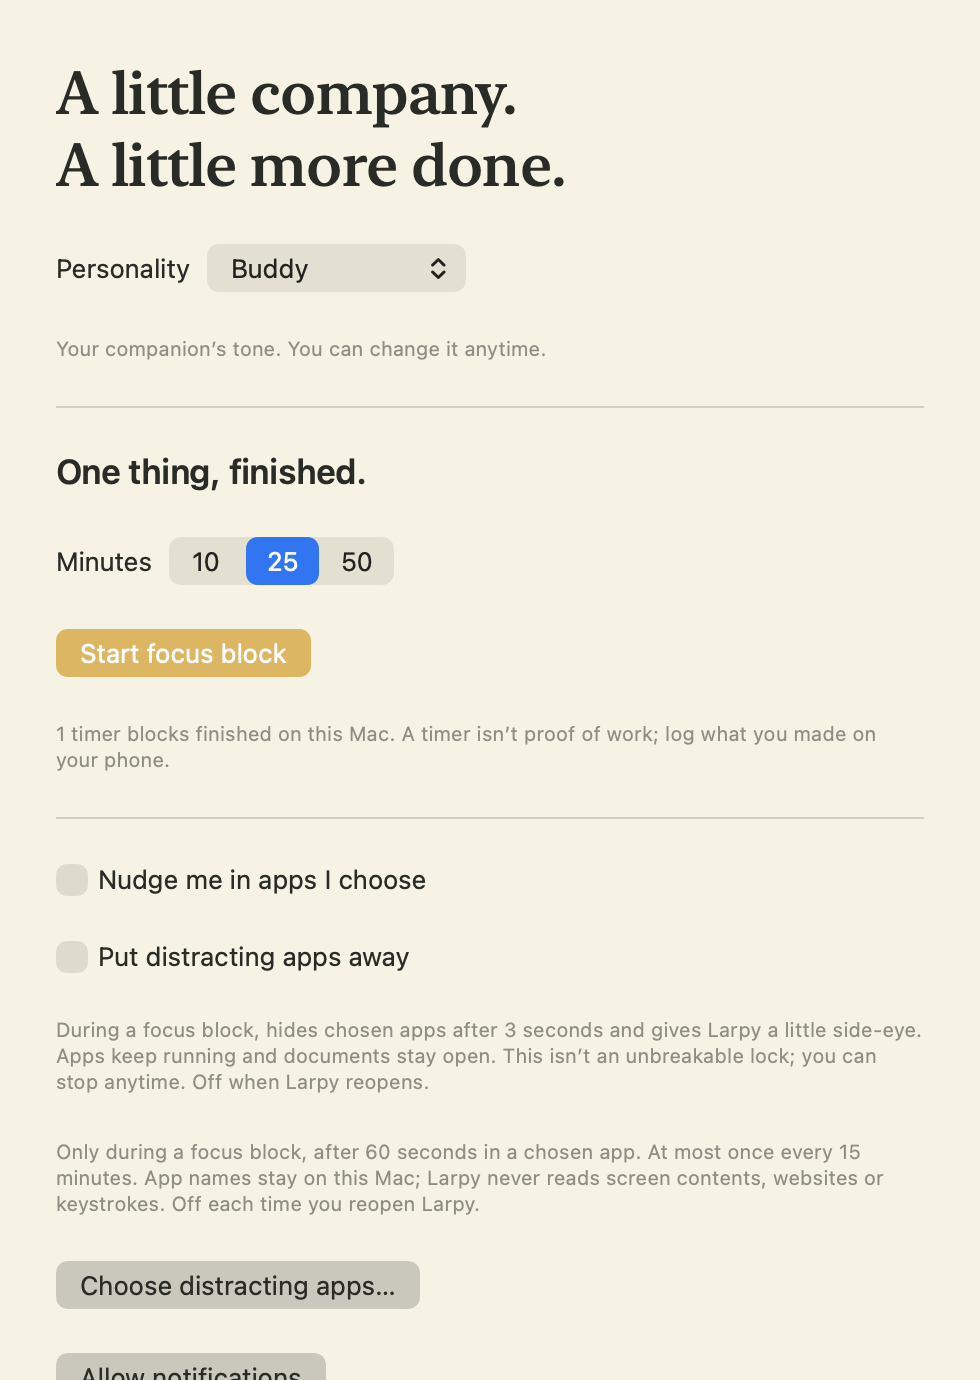 A little company.
A little more done.
Personality Buddy
Your companion’s tone. You can change it anytime.
One thing, finished.
Minutes 10 25 50
Start focus block
1 timer blocks finished on this Mac. A timer isn’t proof of work; log what you made on
your phone.
Nudge me in apps I choose
Put distracting apps away
During a focus block, hides chosen apps after 3 seconds and gives Larpy a little side-eye.
Apps keep running and documents stay open. This isn’t an unbreakable lock; you can
stop anytime. Off when Larpy reopens.
Only during a focus block, after 60 seconds in a chosen app. At most once every 15
minutes. App names stay on this Mac; Larpy never reads screen contents, websites or
keystrokes. Off each time you reopen Larpy.
Choose distracting apps...
Allow notifications